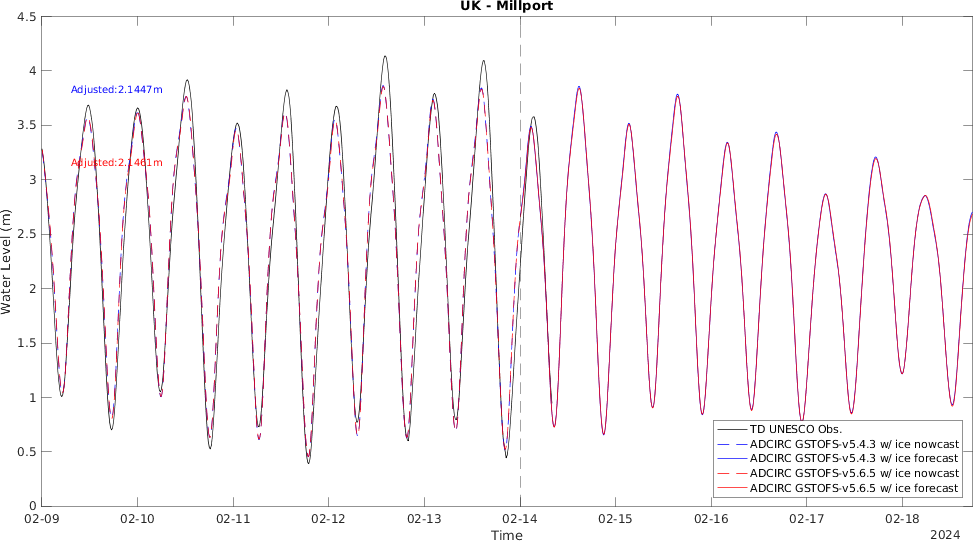 UK - Millport
4.5
4
3.5
3
2.5
2
1.5
1
0.5
0
Water Level (m)
Adjusted:2.1447m
Adjusted:2.1461m
TD UNESCO Obs.
ADCIRC GSTOFS-v5.4.3 w/ ice nowcast
ADCIRC GSTOFS-v5.4.3 w/ ice forecast
ADCIRC GSTOFS-v5.6.5 w/ ice nowcast
ADCIRC GSTOFS-v5.6.5 w/ ice forecast
02-09 02-10 02-11 02-12 02-13 02-14 02-15 02-16 02-17 02-18
Time
2024